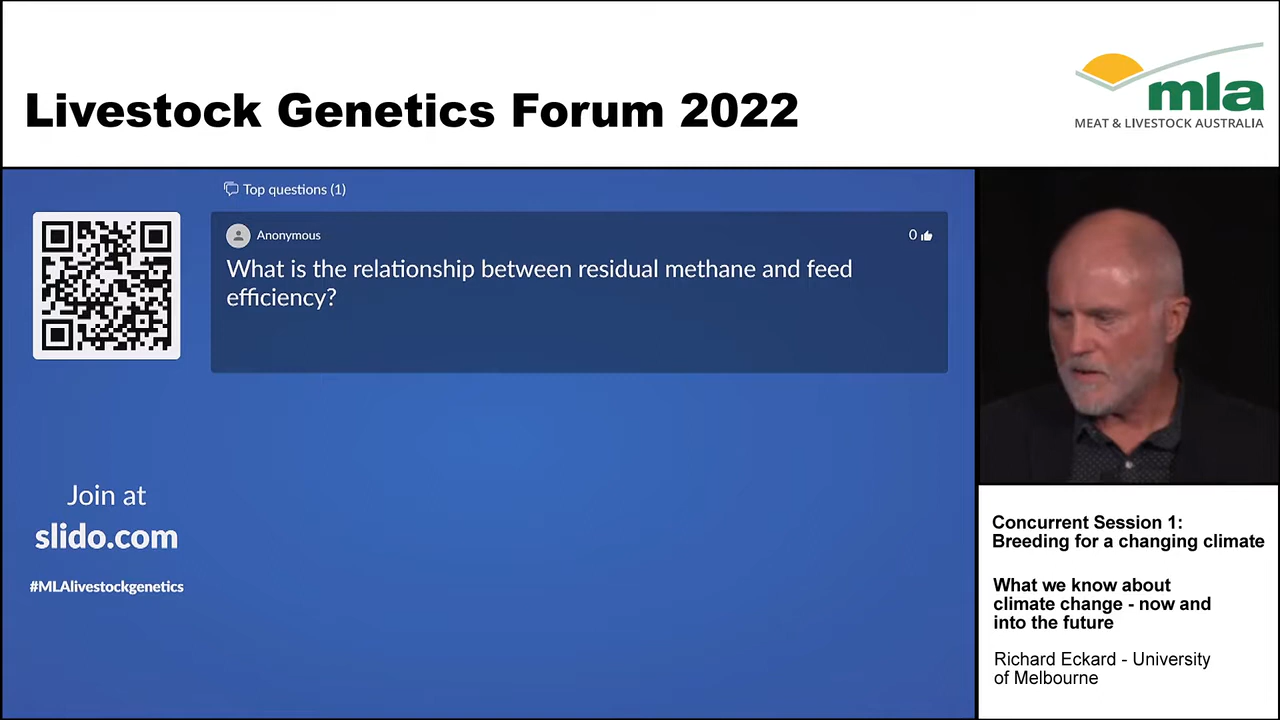 Livestock Genetics Forum 2022
mla
MEAT & LIVESTOCK AUSTRALIA
Top questions (1)
Anonymous
0
What is the relationship between residual methane and feed
efficiency?
Join at
slido.com
#MLAlivestockgenetics
Concurrent Session 1:
Breeding for a changing climate
What we know about
climate change - now and
into the future
Richard Eckard - University
of Melbourne